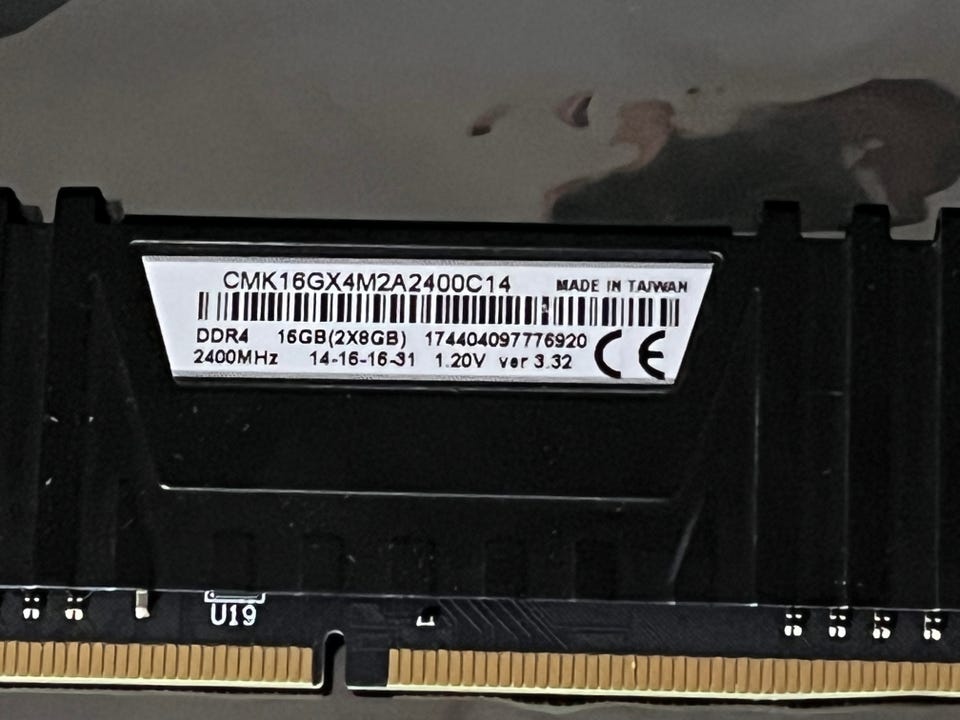 CMK16GX4M2A2400C14 MADE IN TAIWAN
DDR4 16GB(2X8GB) 174404097776920
2400MHz 14-16-16-31 1.20V ver 3.32
CE
U19